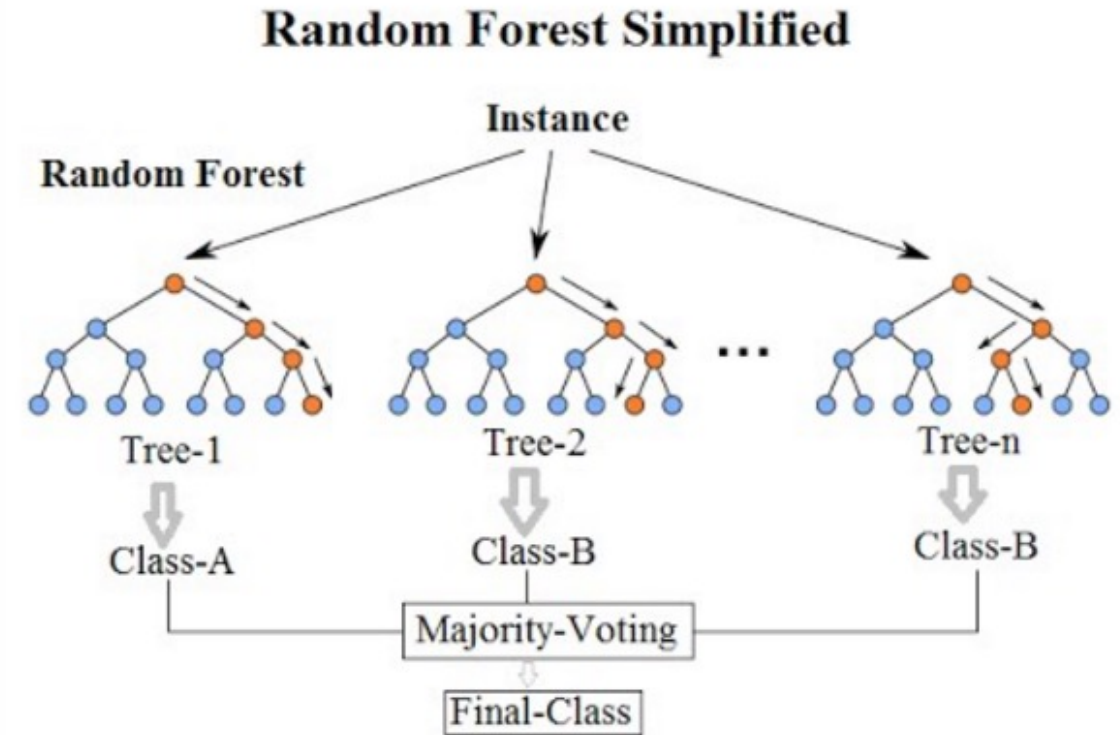 Random Forest Simplified
Instance
Random Forest
...
Tree-1
Tree-2
Tree-n
Class-A
Class-B
Class-B
Majority-Voting
Final-Class